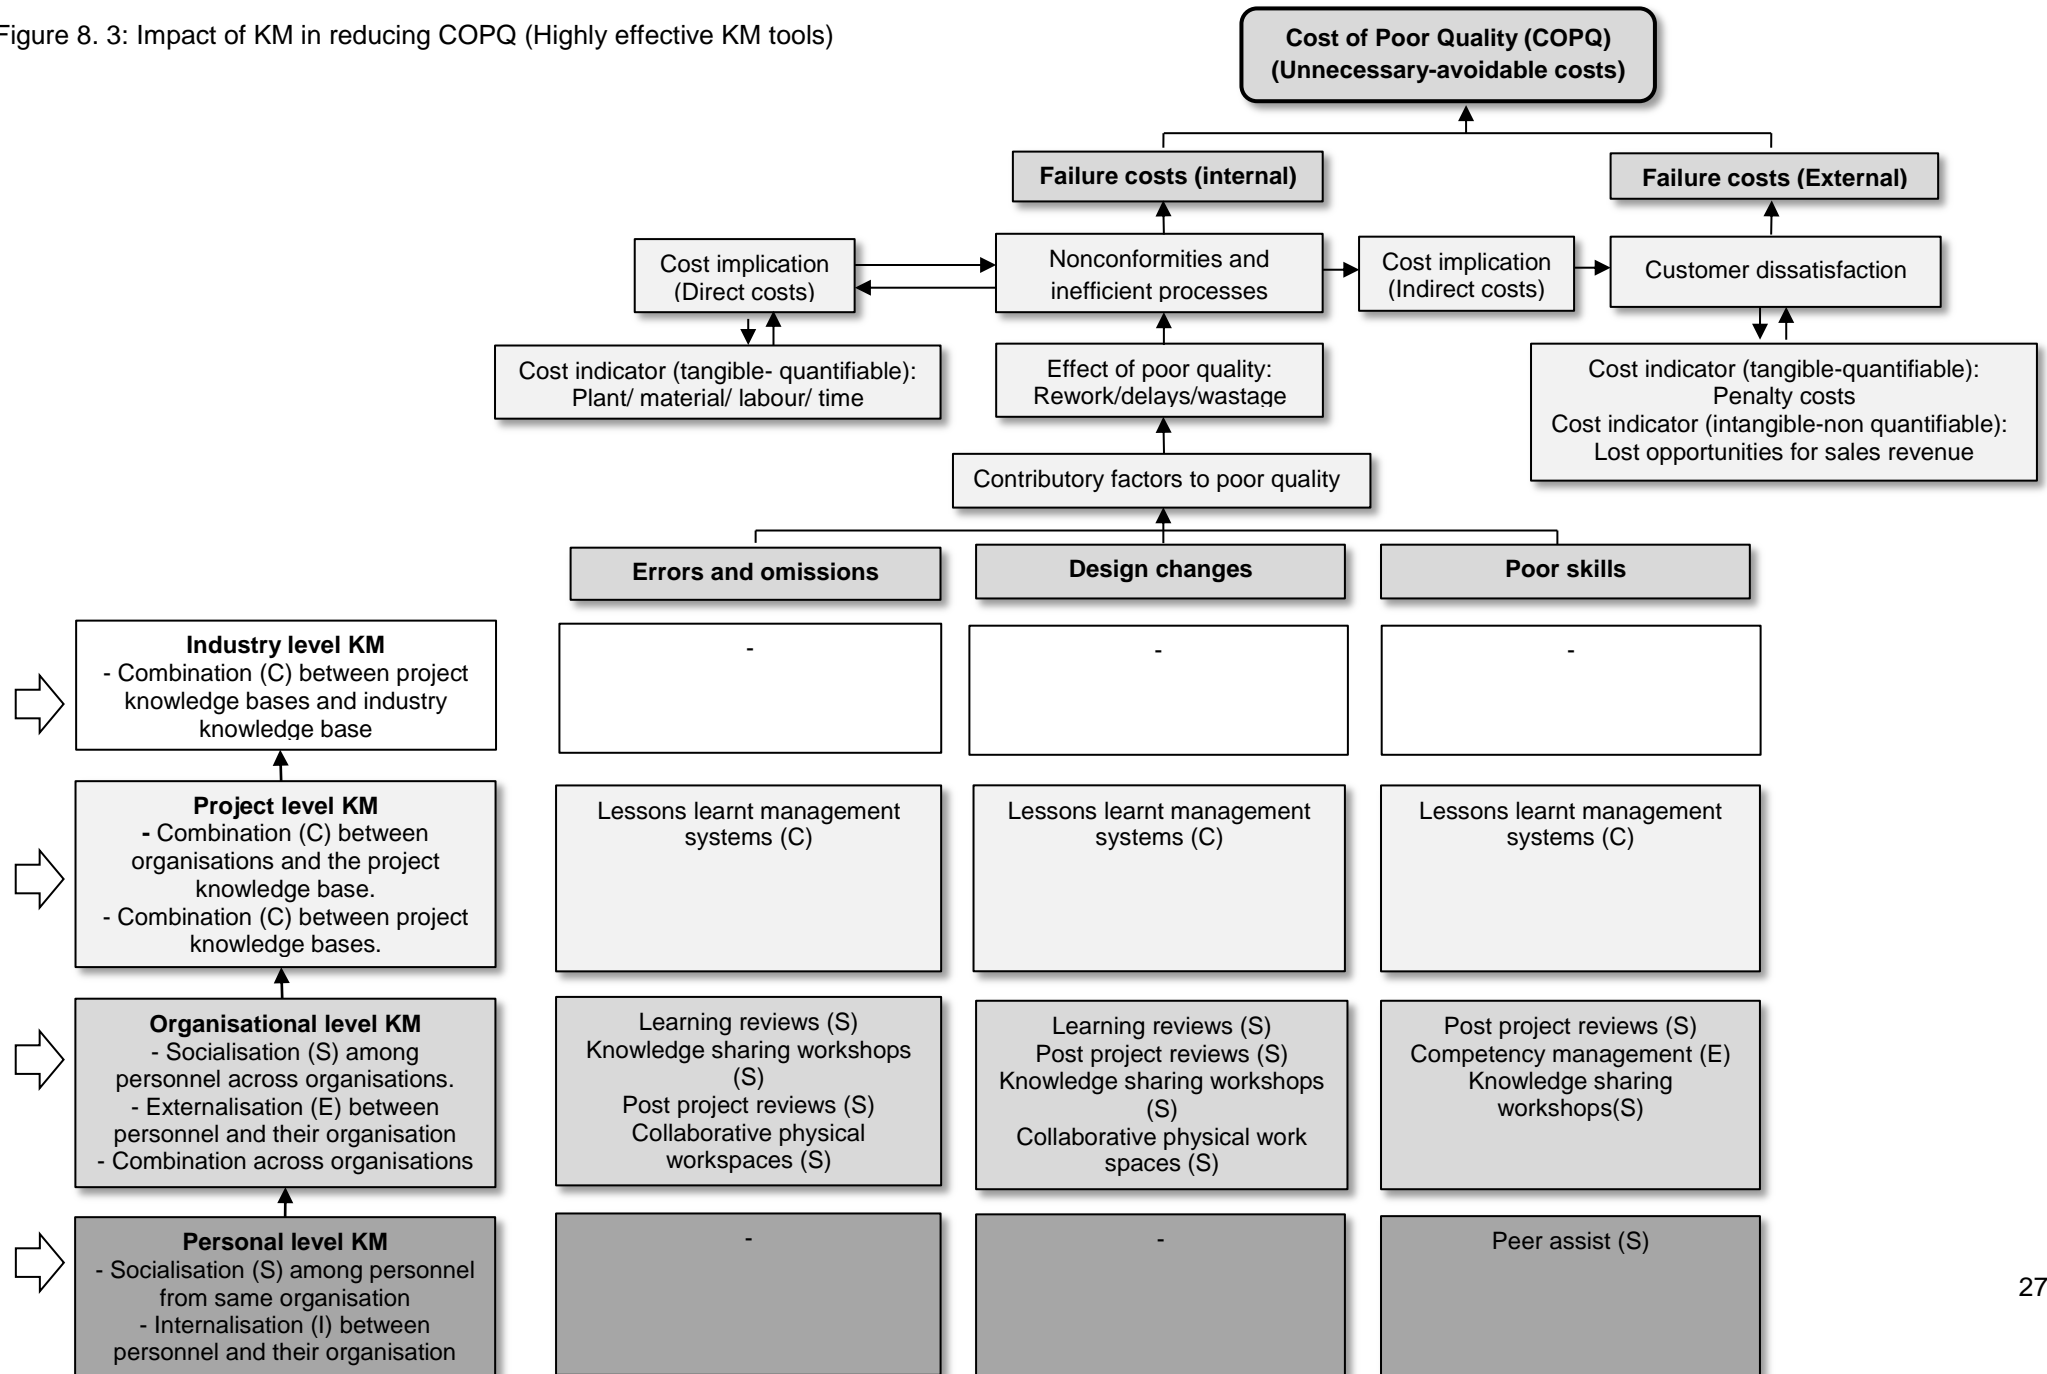 Figure 8. 3: Impact of KM in reducing COPQ (Highly effective KM tools)
Cost of Poor Quality (COPQ)
(Unnecessary-avoidable costs)
Failure costs (internal)
Failure costs (External)
Cost implication
(Direct costs)
Nonconformities and
inefficient processes
Cost implication
(Indirect costs)
Customer dissatisfaction
Cost indicator (tangible- quantifiable):
Plant/ material/ labour/ time
Effect of poor quality:
Rework/delays/wastage
Cost indicator (tangible-quantifiable):
Penalty costs
Cost indicator (intangible-non quantifiable):
Lost opportunities for sales revenue
Contributory factors to poor quality
Errors and omissions
Design changes
Poor skills
Industry level KM
- Combination (C) between project
knowledge bases and industry
knowledge base
-
-
-
Project level KM
- Combination (C) between
organisations and the project
knowledge base.
- Combination (C) between project
knowledge bases.
Lessons learnt management
systems (C)
Lessons learnt management
systems (C)
Lessons learnt management
systems (C)
Organisational level KM
- Socialisation (S) among
personnel across organisations.
- Externalisation (E) between
personnel and their organisation
- Combination across organisations
Learning reviews (S)
Knowledge sharing workshops
(S)
Post project reviews (S)
Collaborative physical
workspaces (S)
Learning reviews (S)
Post project reviews (S)
Knowledge sharing workshops
(S)
Collaborative physical work
spaces (S)
Post project reviews (S)
Competency management (E)
Knowledge sharing
workshops(S)
Personal level KM
- Socialisation (S) among personnel
from same organisation
- Internalisation (I) between
personnel and their organisation
-
-
Peer assist (S)
27